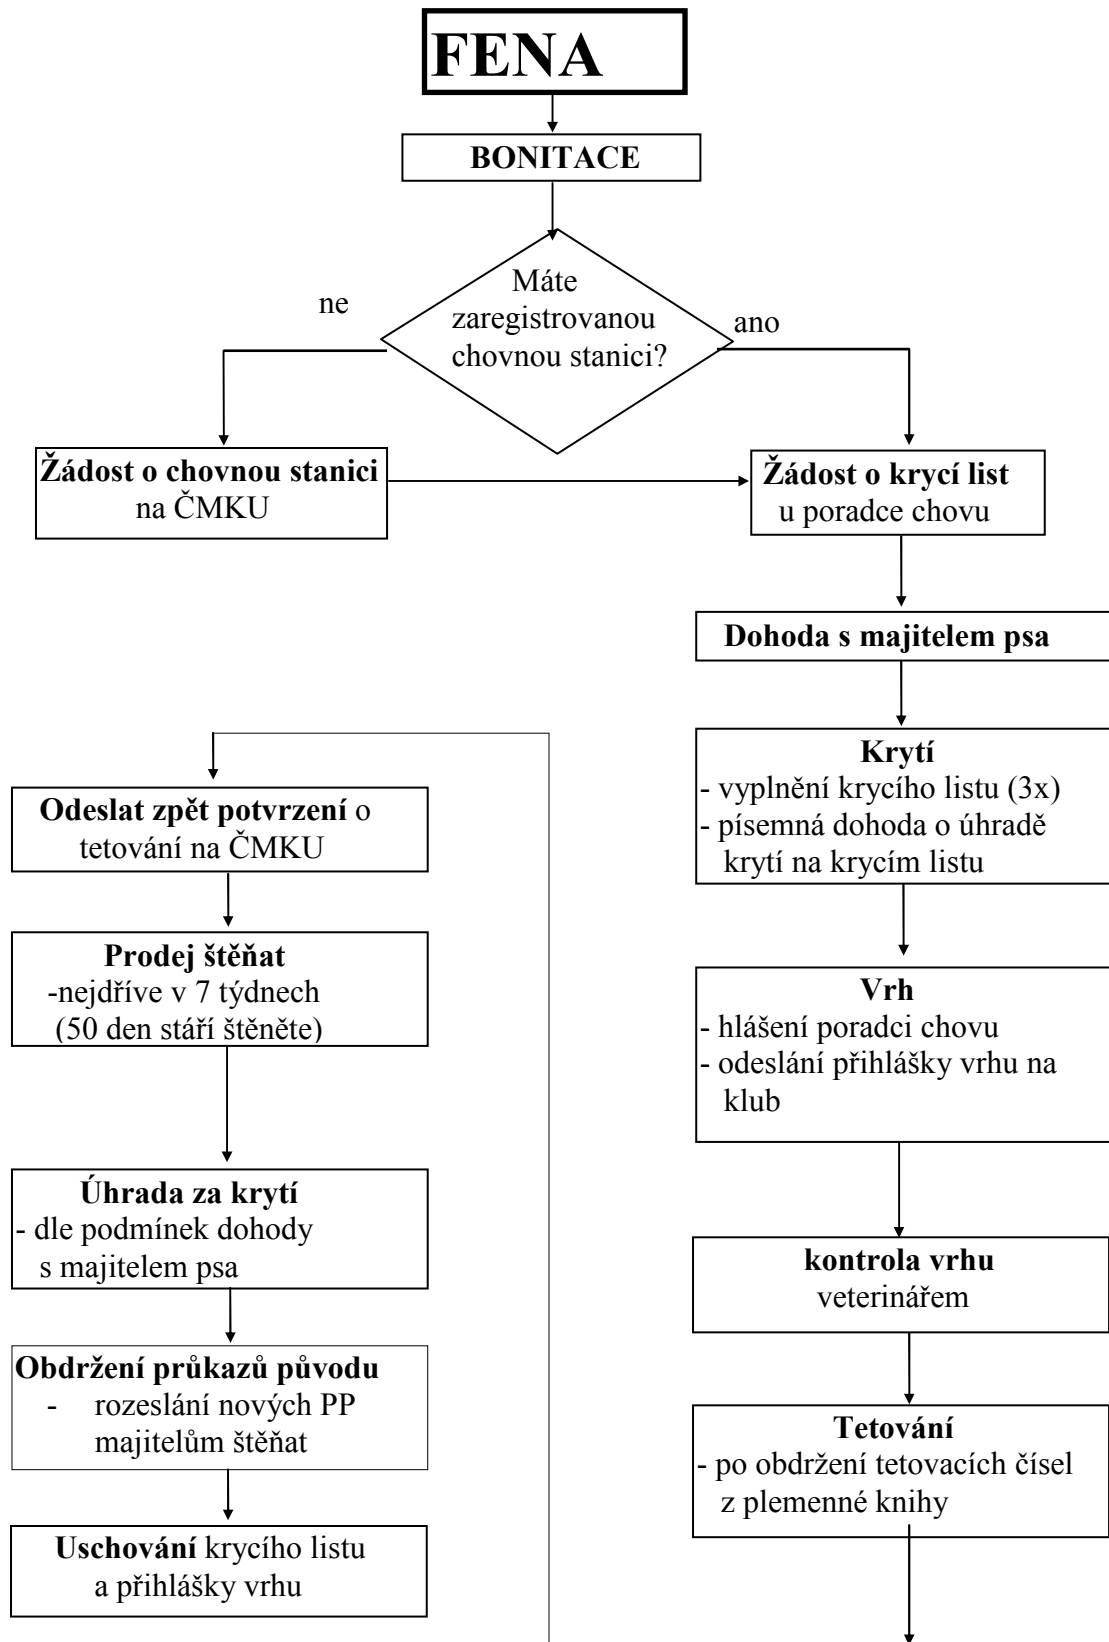 FENA
BONITACE
Máte
zaregistrovanou
chovnou stanici?
ne
ano
Žádost o chovnou stanici
na ČMKU
Žádost o krycí list
u poradce chovu
Dohoda s majitelem psa
Krytí
- vyplnění krycího listu (3x)
- písemná dohoda o úhradě
krytí na krycím listu
Vrh
- hlášení poradci chovu
- odeslání přihlášky vrhu na
klub
kontrola vrhu
veterinářem
Tetování
- po obdržení tetovacích čísel
z plemenné knihy
Odeslat zpět potvrzení o
tetování na ČMKU
Prodej štěňat
-nejdříve v 7 týdnech
(50 den stáří štěněte)
Úhrada za krytí
- dle podmínek dohody
s majitelem psa
Obdržení průkazů původu
- rozeslání nových PP
majitelům štěňat
Uschování krycího listu
a přihlášky vrhu